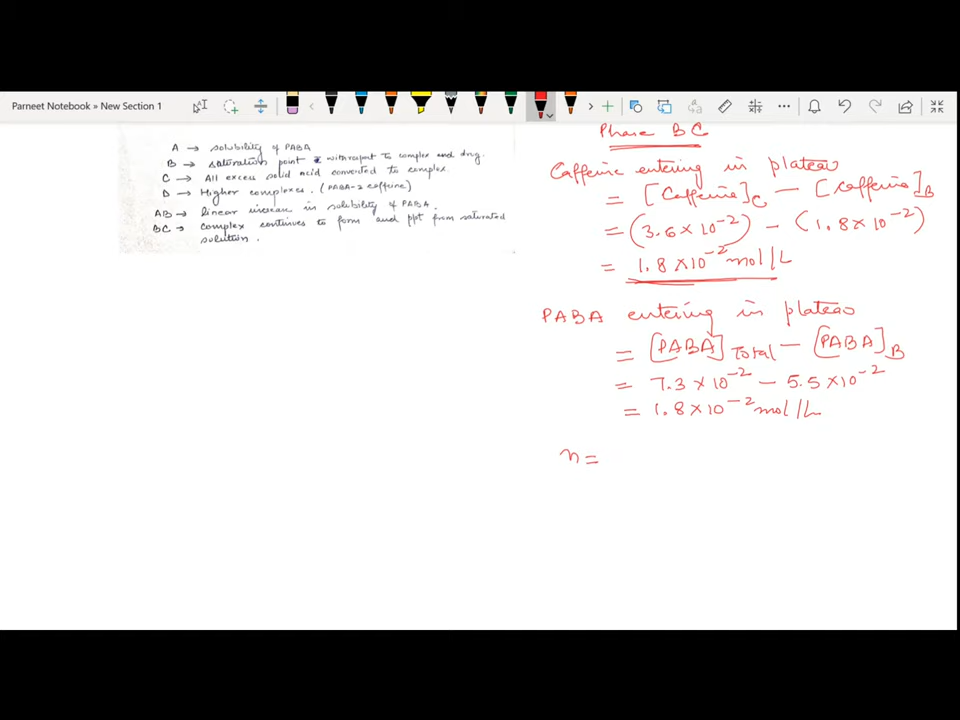 Parneet Notebook » New Section 1
A → solubility of PABA
B → saturation point with respect to complex and drug.
C → All excess solid acid converted to complex.
D → Higher complexes. (PABA-2 caffeine)
AB → linear increase in solubility of PABA.
BC → complex continues to form and ppt from saturated
solution.
Phase BC
Caffeine entering in plateau
= [Caffeine]C - [caffeine]B
= (3.6 × 10⁻²) - (1.8 × 10⁻²)
= 1.8 × 10⁻² mol/L
PABA entering in plateau
= [PABA]Total - [PABA]B
= 7.3 × 10⁻² - 5.5 × 10⁻²
= 1.8 × 10⁻² mol/L
n =